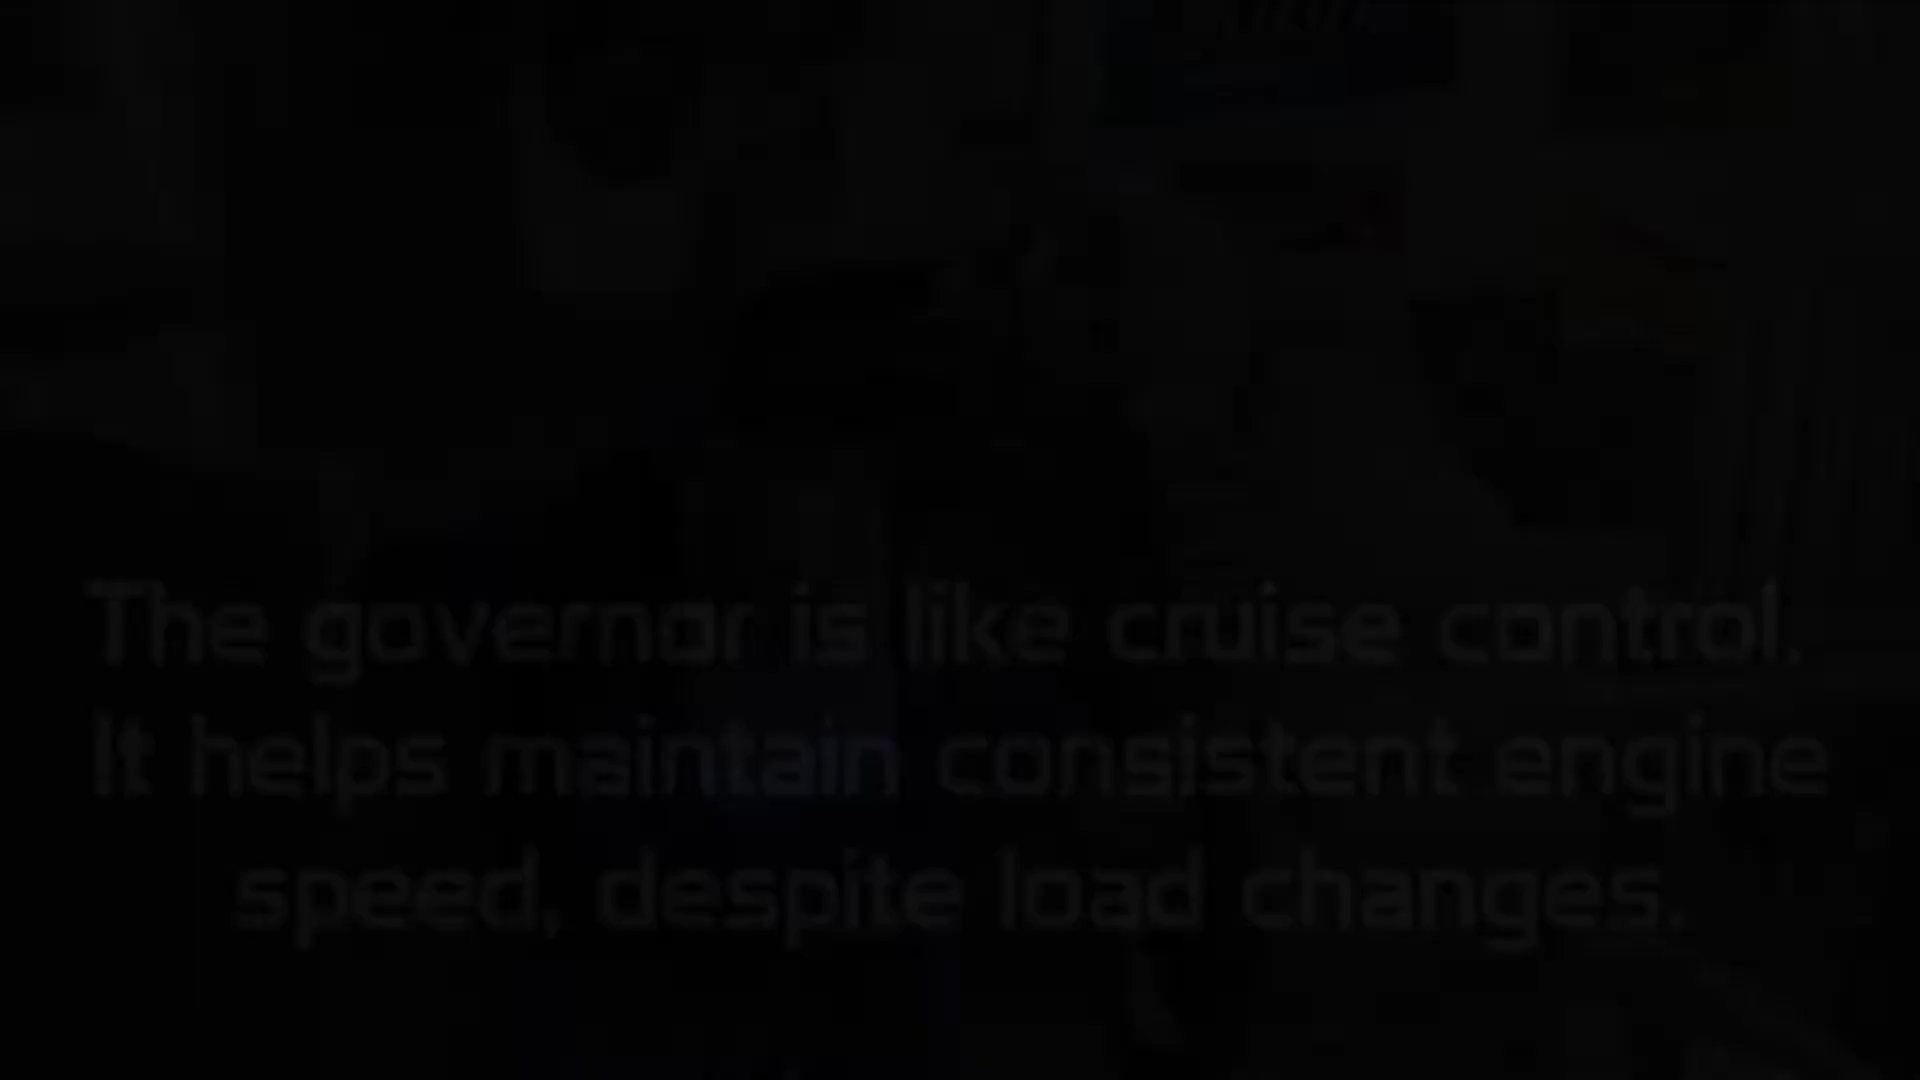 The governor is like cruise control.
It helps maintain consistent engine
speed, despite load changes.